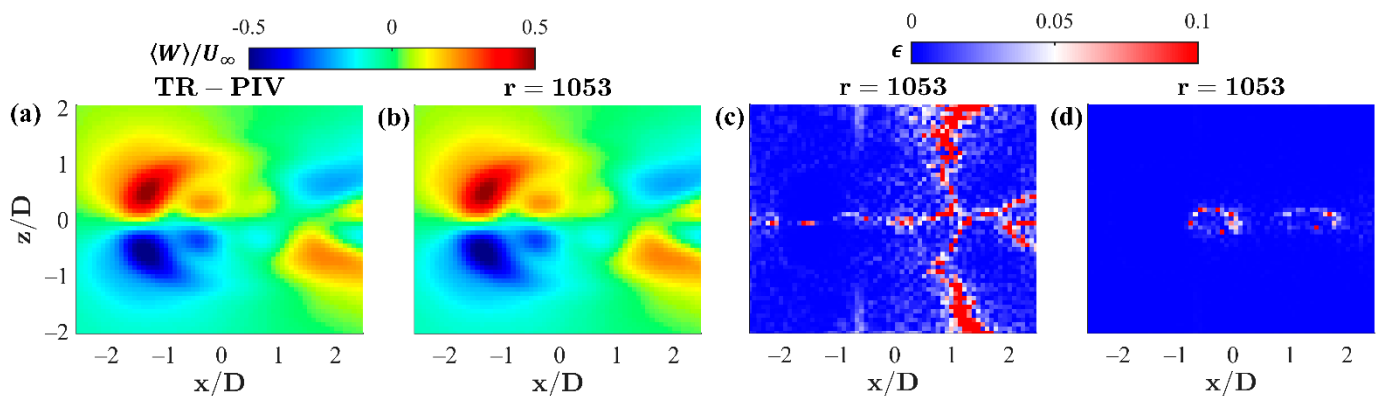 -0.5 0 0.5
⟨W⟩/U∞
0 0.05 0.1
ϵ
TR − PIV
r = 1053
r = 1053
r = 1053
(a)
(b)
(c)
(d)
2
1
0
−1
−2
z/D
−2 −1 0 1 2
−2 −1 0 1 2
−2 −1 0 1 2
−2 −1 0 1 2
x/D
x/D
x/D
x/D